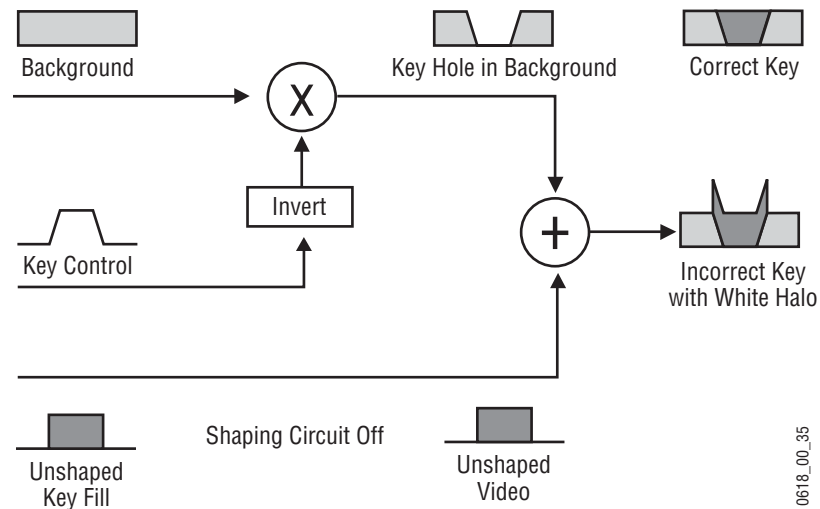 Background
Key Hole in Background
Correct Key
X
Invert
Key Control
+
Incorrect Key
with White Halo
Shaping Circuit Off
Unshaped
Key Fill
Unshaped
Video
0618_00_35